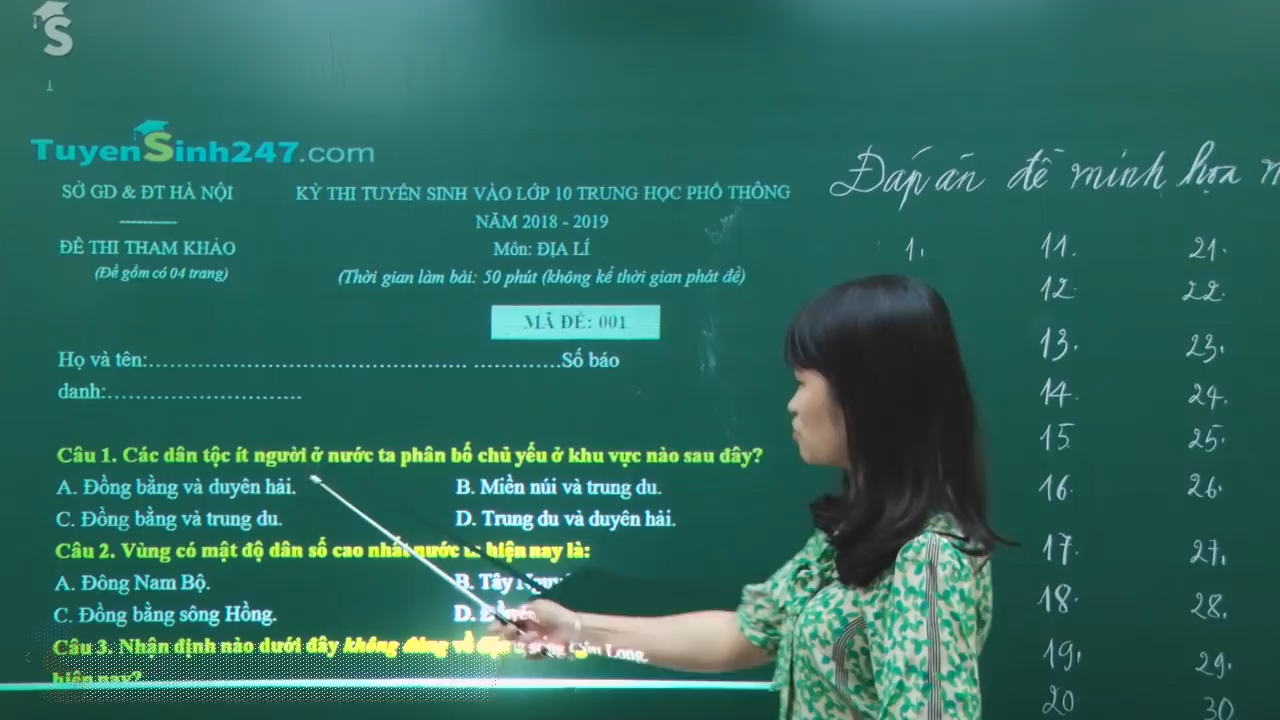 S
1
TuyenSinh247.com
SỞ GD & ĐT HÀ NỘI
ĐỀ THI THAM KHẢO
(Đề gồm có 04 trang)
KỲ THI TUYỂN SINH VÀO LỚP 10 TRUNG HỌC PHỔ THÔNG
NĂM 2018 - 2019
Môn: ĐỊA LÍ
(Thời gian làm bài: 50 phút (không kể thời gian phát đề)
MÃ ĐỀ: 001
Họ và tên:……………………………………… ………….Số báo
danh:……………………….
Câu 1. Các dân tộc ít người ở nước ta phân bố chủ yếu ở khu vực nào sau đây?
A. Đồng bằng và duyên hải. B. Miền núi và trung du.
C. Đồng bằng và trung du. D. Trung du và duyên hải.
Câu 2. Vùng có mật độ dân số cao nhất nước ta hiện nay là:
A. Đông Nam Bộ. B. Tây
C. Đồng bằng sông Hồng. D.
Câu 3. Nhận định nào dưới đây không đúng về Long
hiện nay?
Đáp án đề minh họa
1. 11. 21.
12. 22.
13. 23.
14. 24.
15 25.
16. 26.
17. 27.
18. 28.
19. 29.
20 30